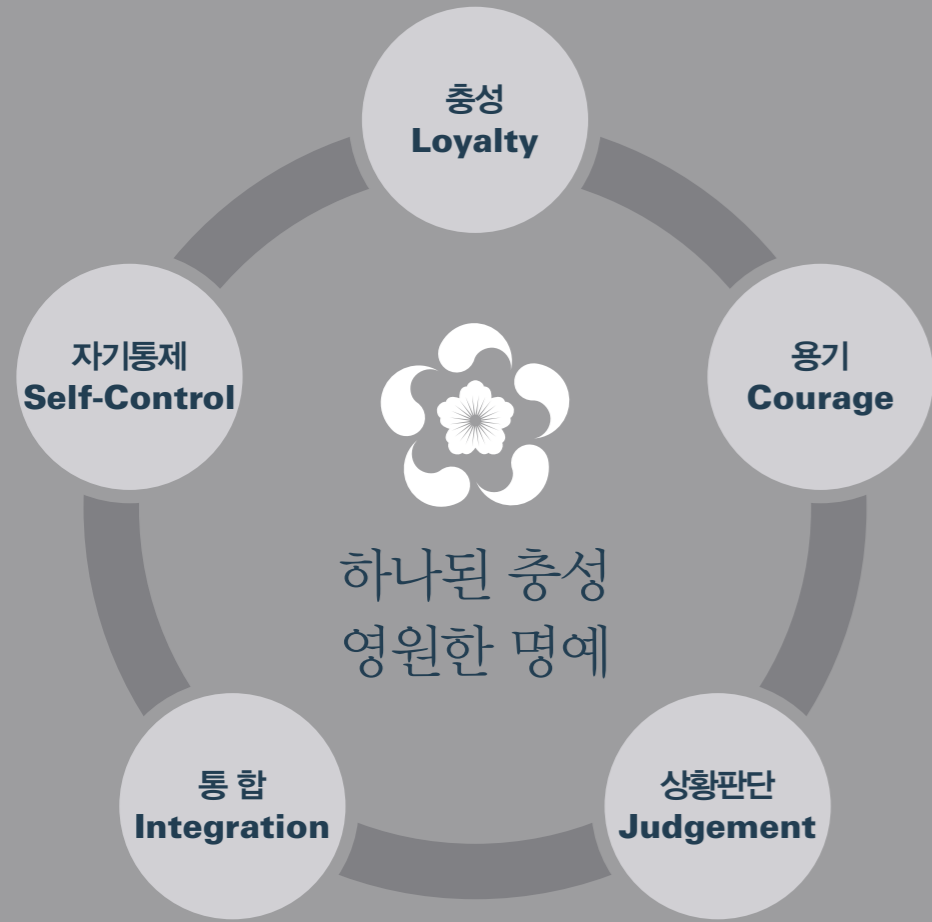 충성
Loyalty
자기통제
Self-Control
용기
Courage
하나된 충성
영원한 명예
통 합
Integration
상황판단
Judgement